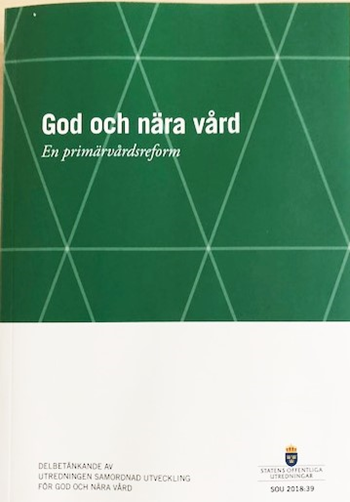 God och nära vård
En primärvårdsreform
DELBETÄNKANDE AV
UTREDNINGEN SAMORDNAD UTVECKLING
FÖR GOD OCH NÄRA VÅRD
STATENS OFFENTLIGA
UTREDNINGAR
SOU 2018:39